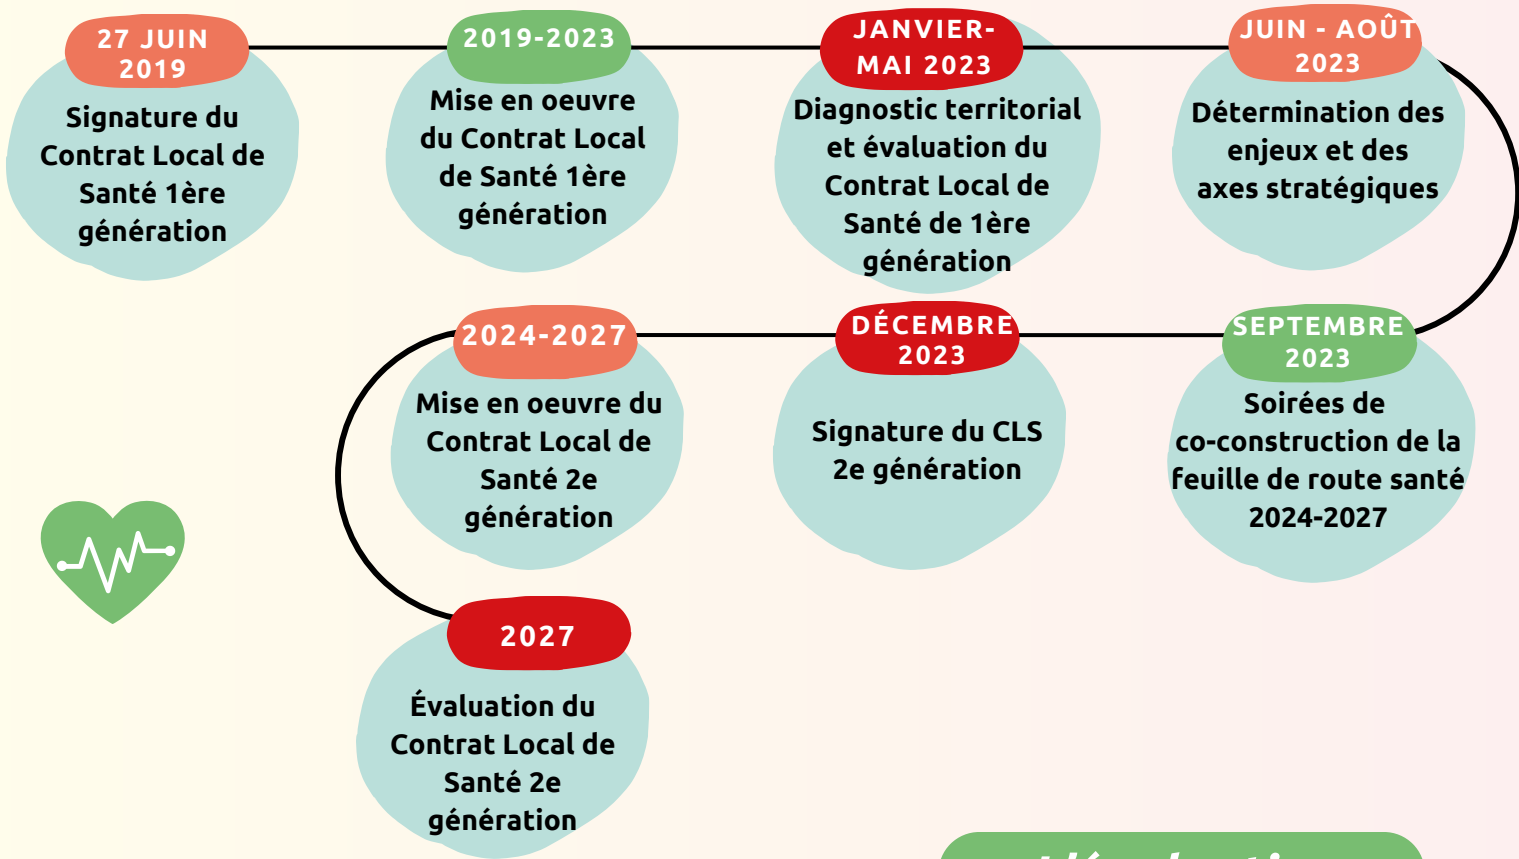 27 JUIN
2019
Signature du
Contrat Local de
Santé 1ère
génération
2019-2023
Mise en oeuvre
du Contrat Local
de Santé 1ère
génération
JANVIER-
MAI 2023
Diagnostic territorial
et évaluation du
Contrat Local de
Santé de 1ère
génération
JUIN - AOÛT
2023
Détermination des
enjeux et des
axes stratégiques
SEPTEMBRE
2023
Soirées de
co-construction de la
feuille de route santé
2024-2027
DÉCEMBRE
2023
Signature du CLS
2e génération
2024-2027
Mise en oeuvre du
Contrat Local de
Santé 2e
génération
2027
Évaluation du
Contrat Local de
Santé 2e
génération